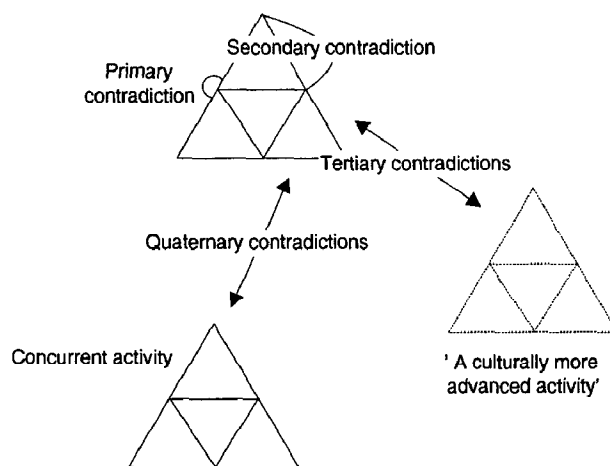 Secondary contradiction
Primary
contradiction
Tertiary contradictions
Quaternary contradictions
Concurrent activity
' A culturally more
advanced activity'